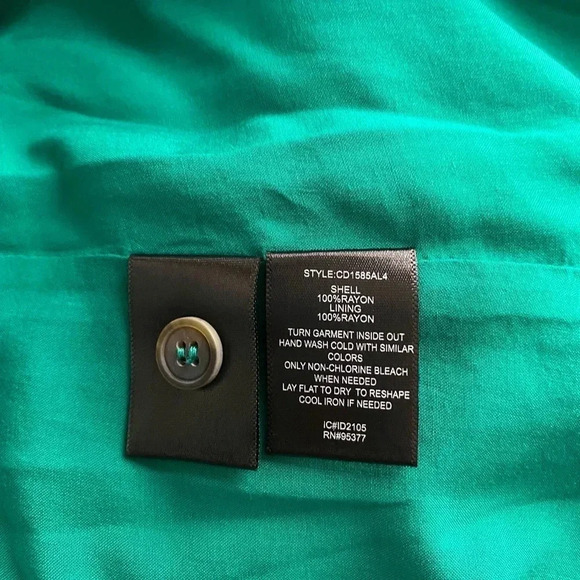 STYLE:CD1585AL4
SHELL
100%RAYON
LINING
100%RAYON
TURN GARMENT INSIDE OUT
HAND WASH COLD WITH SIMILAR
COLORS
ONLY NON-CHLORINE BLEACH
WHEN NEEDED
LAY FLAT TO DRY TO RESHAPE
COOL IRON IF NEEDED
IC#ID2105
RN#95377